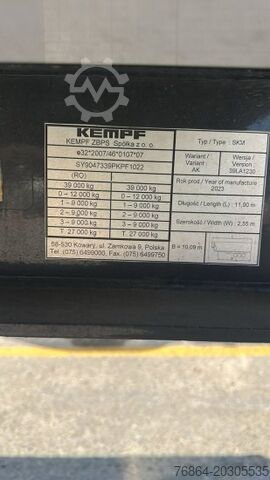 KEMPF
KEMPF ZBPS Spółka z o. o.
e32*2007/46*0107*07
SY9047339PKPF1022
(RO)
39 000 kg 39 000 kg
0 – 12 000 kg 0 – 12 000 kg
1 – 9 000 kg 1 – 9 000 kg
2 – 9 000 kg 2 – 9 000 kg
3 – 9 000 kg 3 – 9 000 kg
T. 27 000 kg T. 27 000 kg
58-530 Kowary, ul. Zamkowa 9, Polska
Tel. (075) 6499000, Fax. (075) 6499750
Typ / Type : SKM
Wariant / Variant : AK
Wersja / Version : 39LA1230
Rok prod / Year of manufacture
2023
Długość / Length (L) : 11,90 m
Szerokość / Width (W) : 2,55 m
B = 10,09 m
76864-20305535